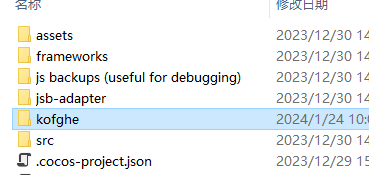 名称 修改日期
assets 2023/12/30 14
frameworks 2023/12/30 14
js backups (useful for debugging) 2023/12/30 14
jsb-adapter 2023/12/30 14
kofghe 2024/1/24 10:0
src 2023/12/30 14
.cocos-project.json 2023/12/29 15